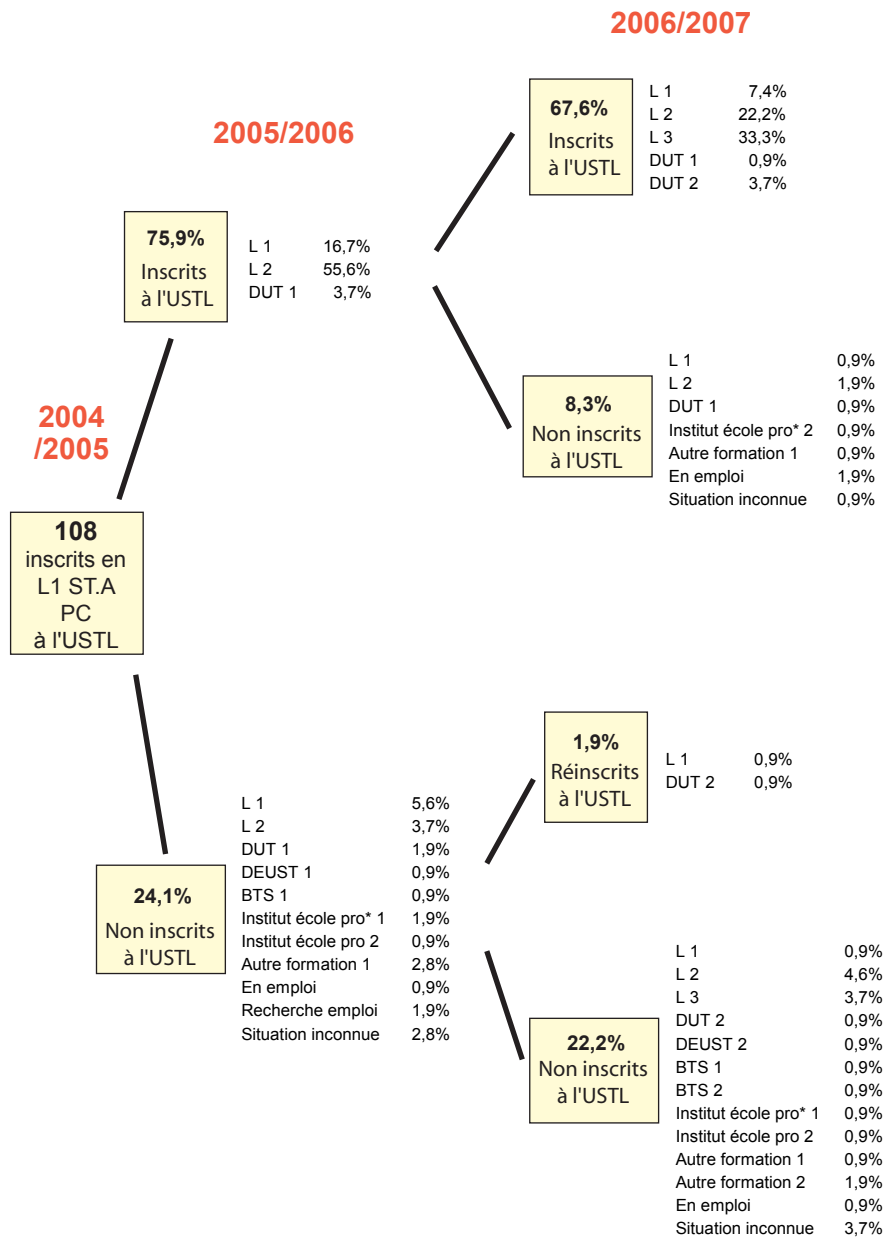 2006/2007
2005/2006
2004
/2005
108
inscrits en
L1 ST.A
PC
à l'USTL
75,9%
Inscrits
à l'USTL
L 1 16,7%
L 2 55,6%
DUT 1 3,7%
67,6%
Inscrits
à l'USTL
L 1 7,4%
L 2 22,2%
L 3 33,3%
DUT 1 0,9%
DUT 2 3,7%
8,3%
Non inscrits
à l'USTL
L 1 0,9%
L 2 1,9%
DUT 1 0,9%
Institut école pro* 2 0,9%
Autre formation 1 0,9%
En emploi 1,9%
Situation inconnue 0,9%
24,1%
Non inscrits
à l'USTL
L 1 5,6%
L 2 3,7%
DUT 1 1,9%
DEUST 1 0,9%
BTS 1 0,9%
Institut école pro* 1 1,9%
Institut école pro 2 0,9%
Autre formation 1 2,8%
En emploi 0,9%
Recherche emploi 1,9%
Situation inconnue 2,8%
1,9%
Réinscrits
à l'USTL
L 1 0,9%
DUT 2 0,9%
22,2%
Non inscrits
à l'USTL
L 1 0,9%
L 2 4,6%
L 3 3,7%
DUT 2 0,9%
DEUST 2 0,9%
BTS 1 0,9%
BTS 2 0,9%
Institut école pro* 1 0,9%
Institut école pro 2 0,9%
Autre formation 1 0,9%
Autre formation 2 1,9%
En emploi 0,9%
Situation inconnue 3,7%